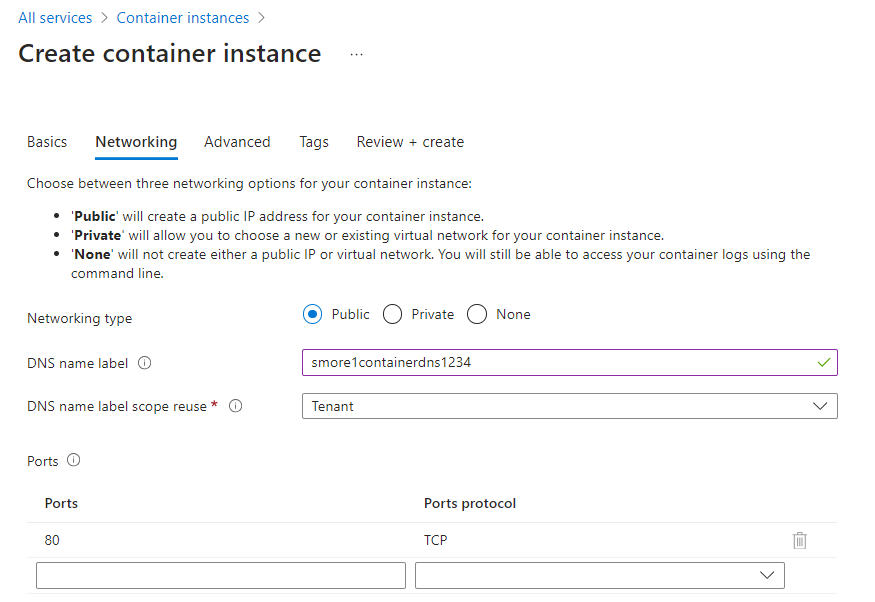 All services > Container instances >
Create container instance ...
Basics Networking Advanced Tags Review + create
Choose between three networking options for your container instance:
• 'Public' will create a public IP address for your container instance.
• 'Private' will allow you to choose a new or existing virtual network for your container instance.
• 'None' will not create either a public IP or virtual network. You will still be able to access your container logs using the
command line.
Networking type Public Private None
DNS name label smore1containerdns1234
DNS name label scope reuse * Tenant
Ports
Ports Ports protocol
80 TCP